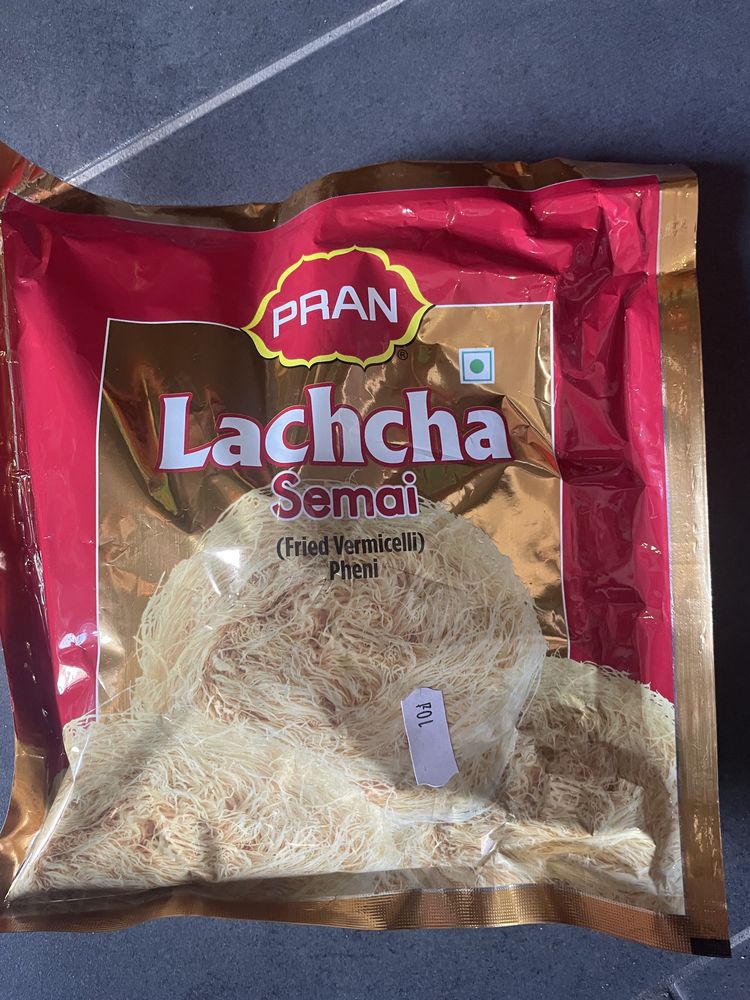 PRAN
®
Lachcha
Semai
(Fried Vermicelli)
Pheni